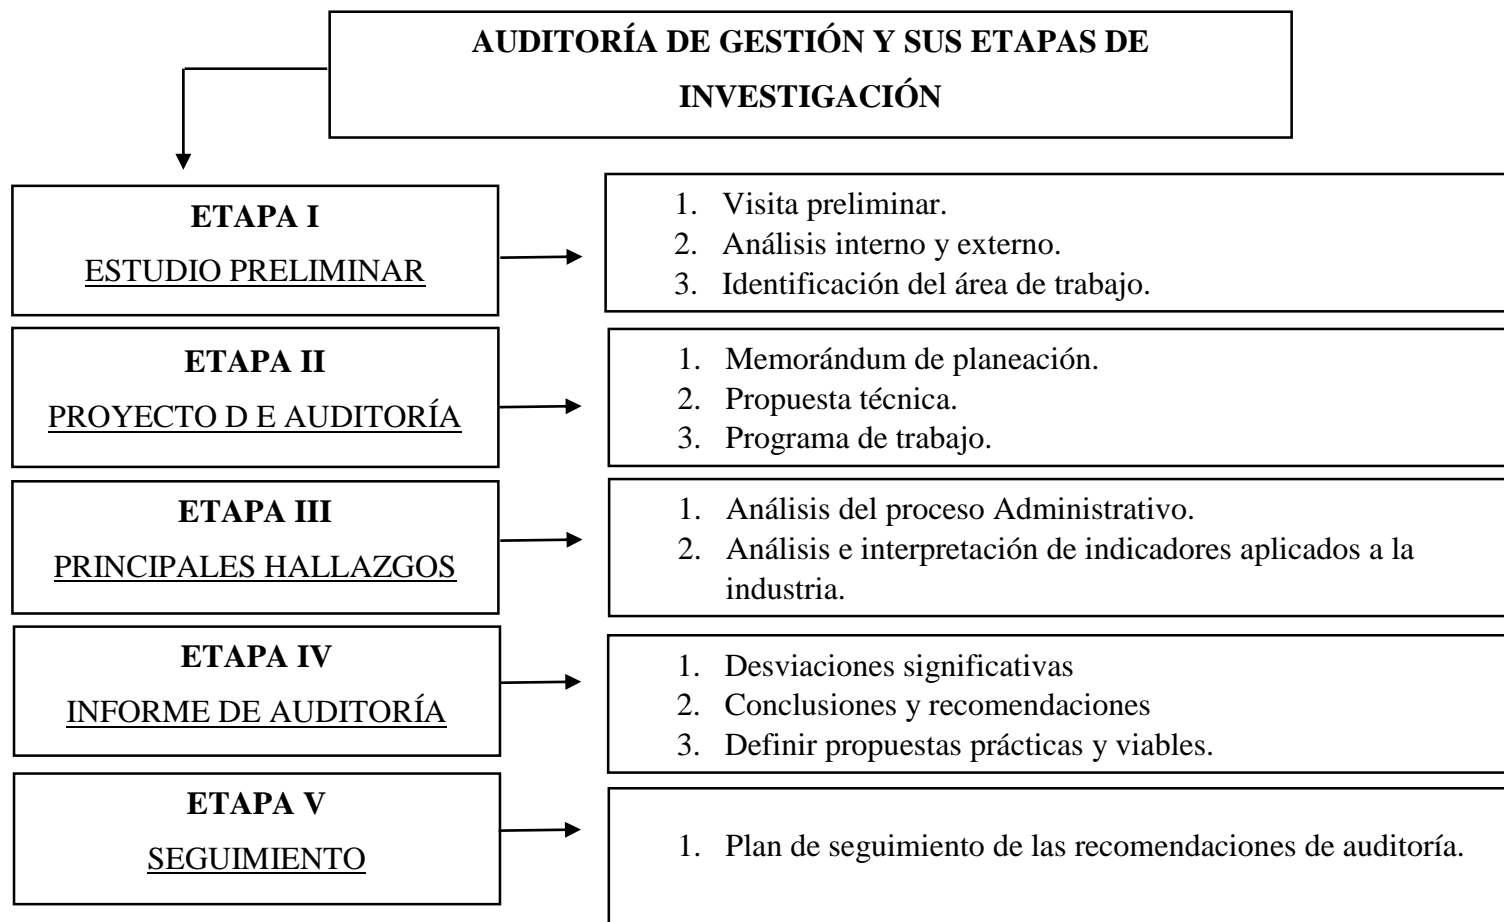 AUDITORÍA DE GESTIÓN Y SUS ETAPAS DE
INVESTIGACIÓN
ETAPA I
ESTUDIO PRELIMINAR
1. Visita preliminar.
2. Análisis interno y externo.
3. Identificación del área de trabajo.
ETAPA II
PROYECTO D E AUDITORÍA
1. Memorándum de planeación.
2. Propuesta técnica.
3. Programa de trabajo.
ETAPA III
PRINCIPALES HALLAZGOS
1. Análisis del proceso Administrativo.
2. Análisis e interpretación de indicadores aplicados a la
industria.
ETAPA IV
INFORME DE AUDITORÍA
1. Desviaciones significativas
2. Conclusiones y recomendaciones
3. Definir propuestas prácticas y viables.
ETAPA V
SEGUIMIENTO
1. Plan de seguimiento de las recomendaciones de auditoría.